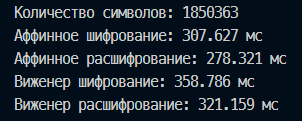 Количество символов: 1850363
Аффинное шифрование: 307.627 мс
Аффинное расшифрование: 278.321 мс
Виженер шифрование: 358.786 мс
Виженер расшифрование: 321.159 мс